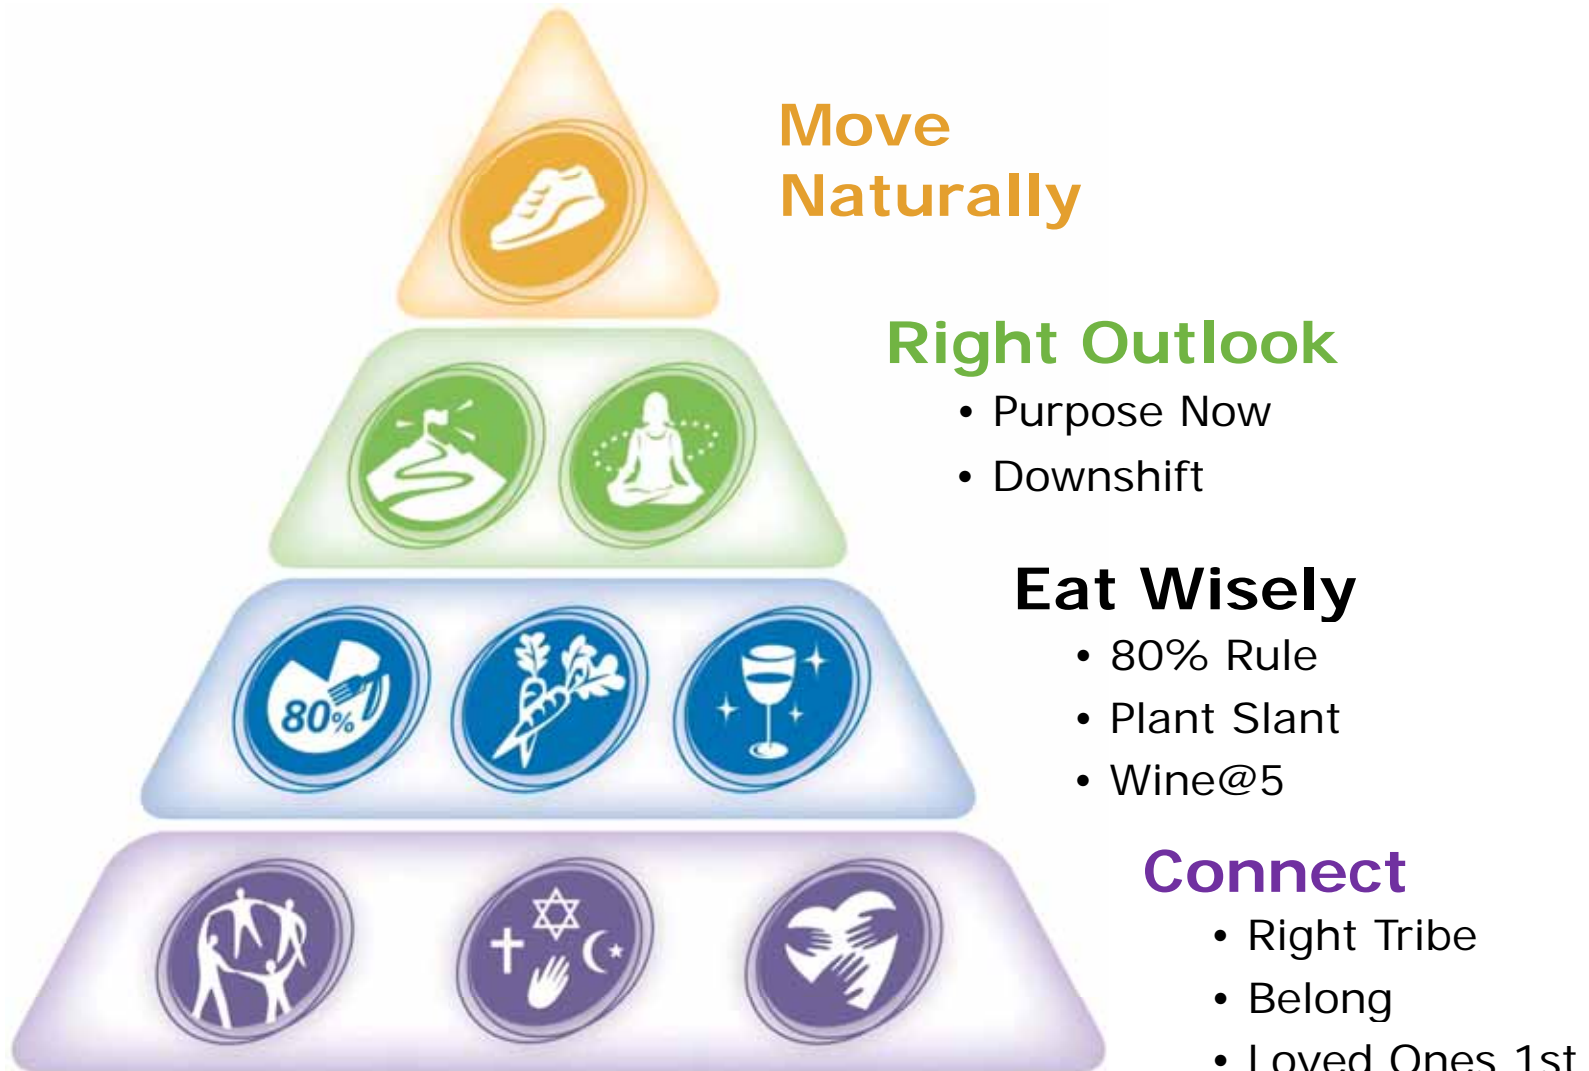 Move
Naturally
Right Outlook
• Purpose Now
• Downshift
Eat Wisely
• 80% Rule
• Plant Slant
• Wine@5
80%
Connect
• Right Tribe
• Belong
• Loved Ones 1st